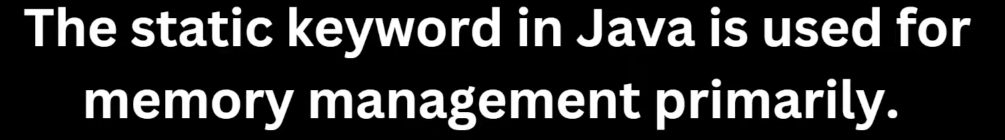 The static keyword in Java is used for
memory management primarily.